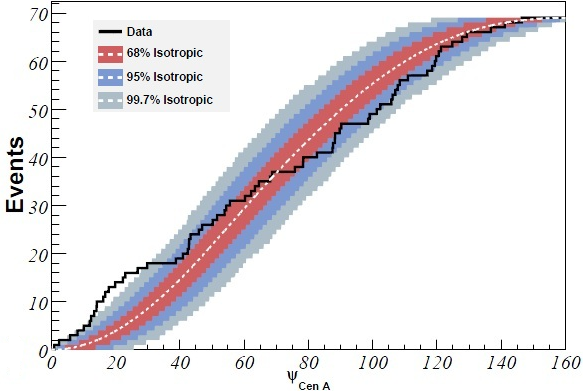 Data
68% Isotropic
95% Isotropic
99.7% Isotropic
Events
70
60
50
40
30
20
10
0
0 20 40 60 80 100 120 140 160
ψCen A